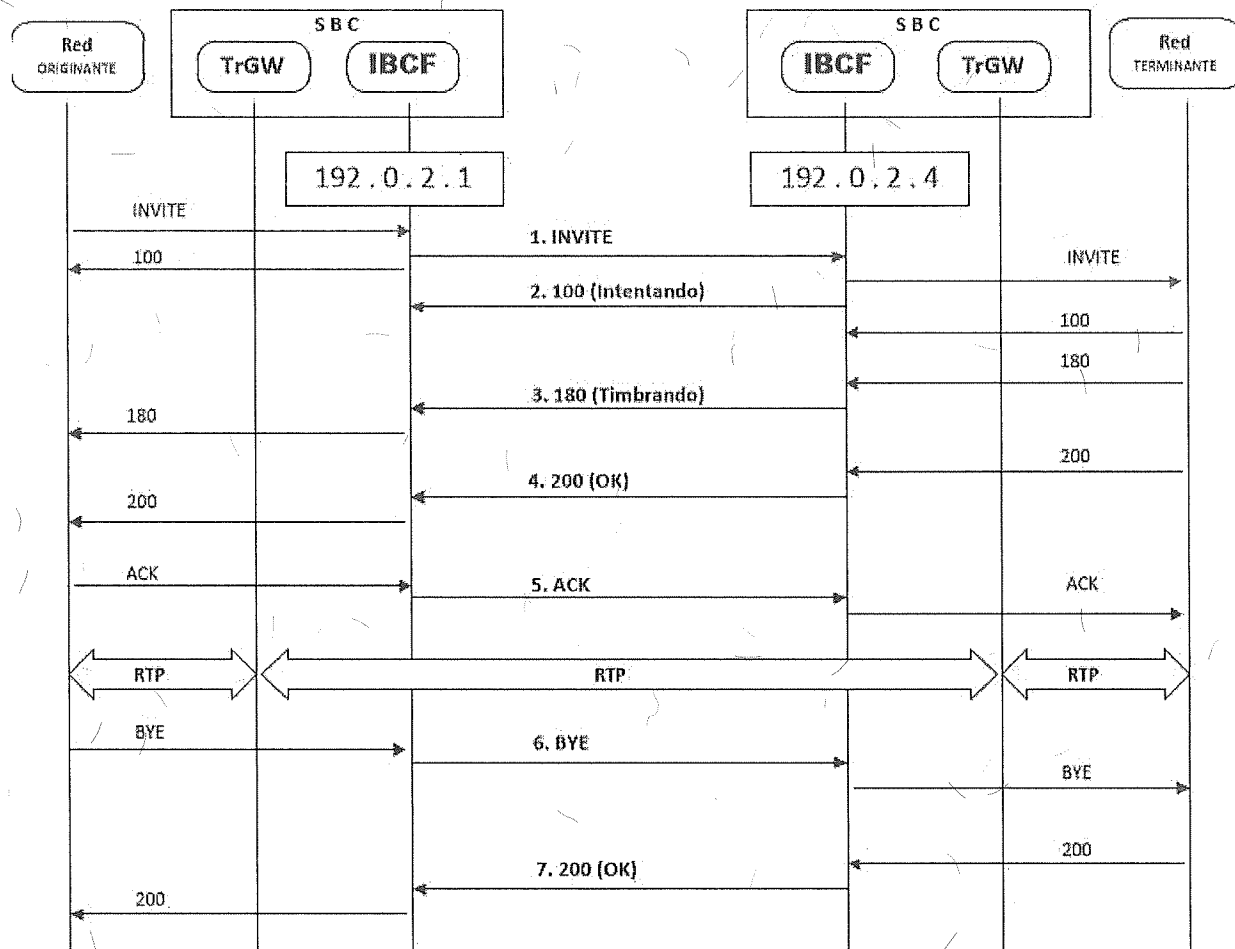 Red
ORIGINANTE
S B C
TrGW
IBCF
S B C
IBCF
TrGW
Red
TERMINANTE
192.0.2.1
192.0.2.4
INVITE
1. INVITE
100
INVITE
2. 100 (Intentando)
100
180
3. 180 (Timbrando)
180
200
4. 200 (OK)
200
ACK
5. ACK
ACK
RTP
RTP
RTP
BYE
6. BYE
BYE
200
7. 200 (OK)
200